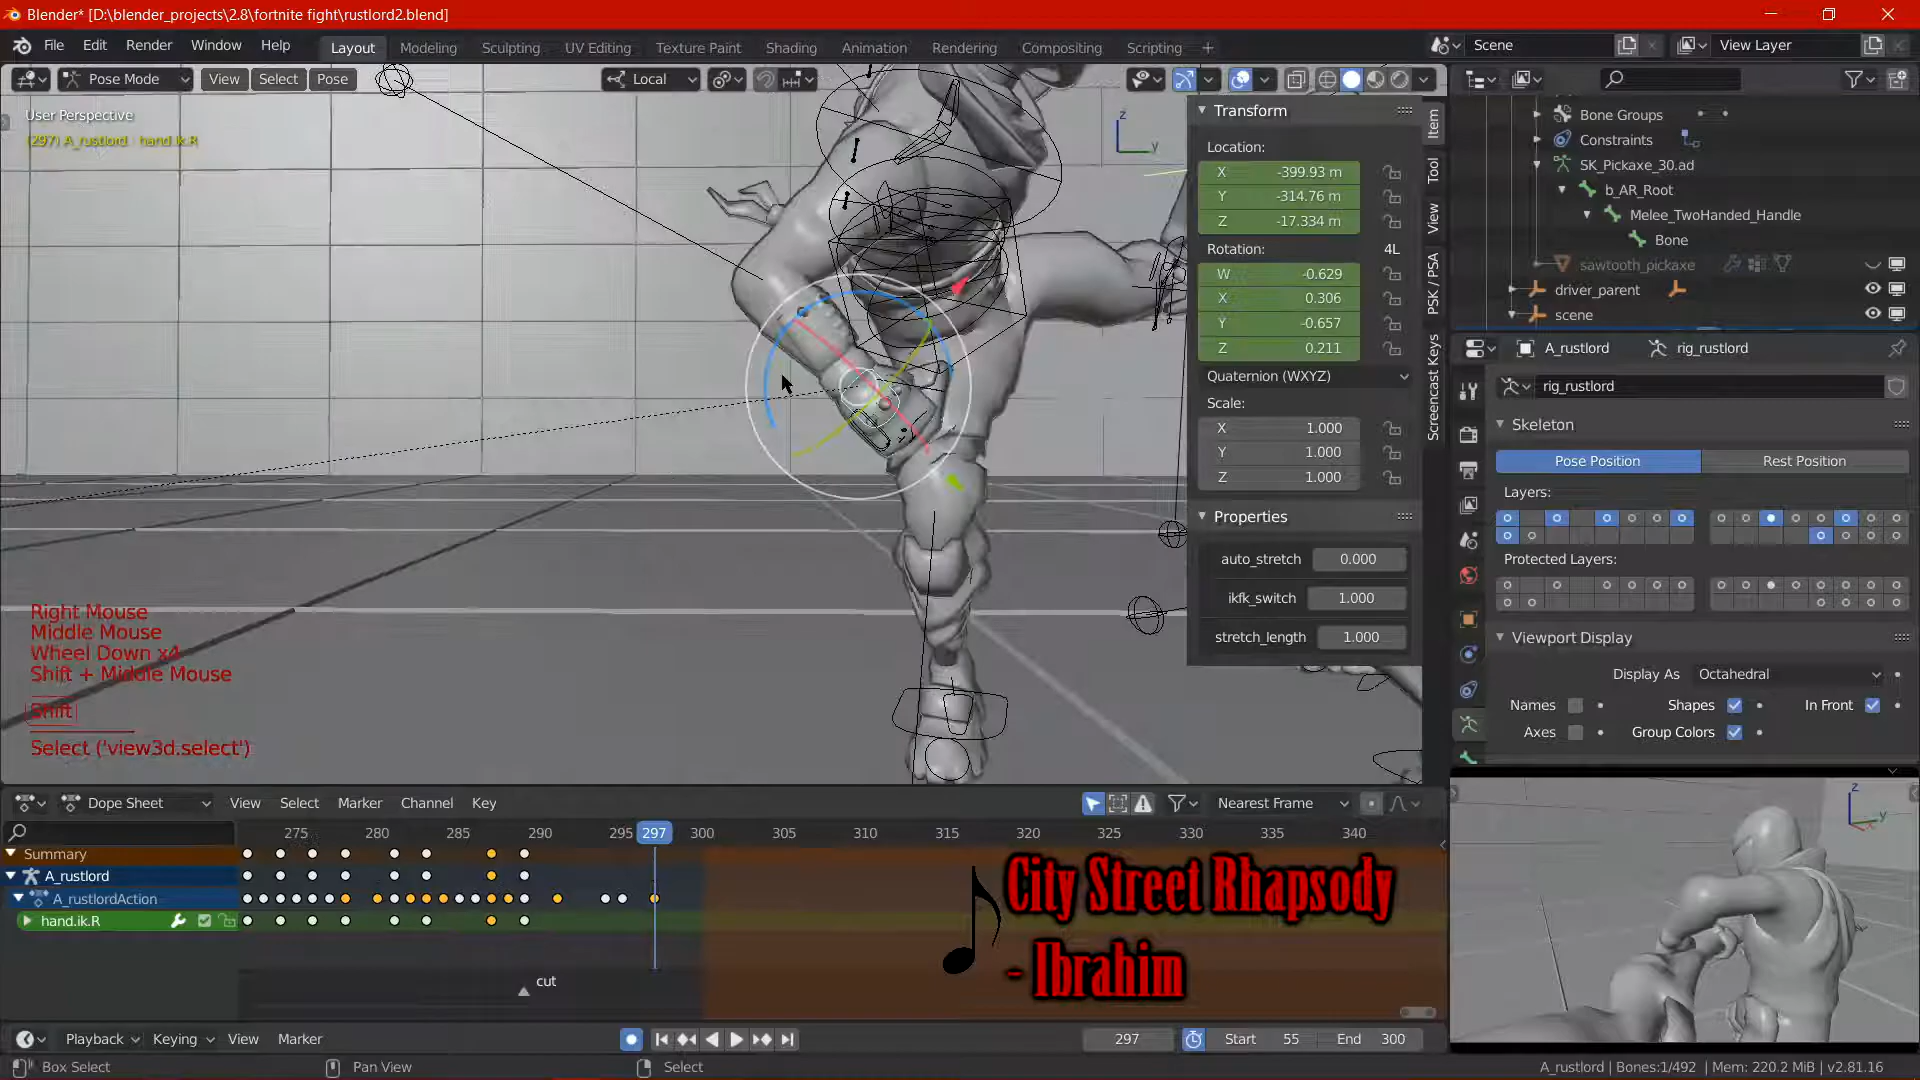 Blender* [D:\blender_projects\2.8\fortnite fight\rustlord2.blend]
File Edit Render Window Help Layout Modeling Sculpting UV Editing Texture Paint Shading Animation Rendering Compositing Scripting + Scene View Layer
Pose Mode View Select Pose Local
User Perspective
(297) A_rustlord : hand.ik.R
z
y
Transform
Location:
X -399.93 m
Y -314.76 m
Z -17.334 m
Rotation: 4L
W -0.629
X 0.306
Y -0.657
Z 0.211
Quaternion (WXYZ)
Scale:
X 1.000
Y 1.000
Z 1.000
Properties
auto_stretch 0.000
ikfk_switch 1.000
stretch_length 1.000
Item
Tool
View
PSK / PSA
Screencast Keys
Bone Groups
Constraints
SK_Pickaxe_30.ad
b_AR_Root
Melee_TwoHanded_Handle
Bone
sawtooth_pickaxe
driver_parent
scene
A_rustlord rig_rustlord
rig_rustlord
Skeleton
Pose Position Rest Position
Layers:
Protected Layers:
Viewport Display
Display As Octahedral
Names Shapes In Front
Axes Group Colors
Right Mouse
Middle Mouse
Wheel Down x4
Shift + Middle Mouse
Shift
Select ('view3d.select')
Dope Sheet View Select Marker Channel Key Nearest Frame
275 280 285 290 295 297 300 305 310 315 320 325 330 335 340
Summary
A_rustlord
A_rustlordAction
hand.ik.R
cut
City Street Rhapsody
- Ibrahim
z
y
Playback Keying View Marker 297 Start 55 End 300
Box Select Pan View Select A_rustlord | Bones:1/492 | Mem: 220.2 MiB | v2.81.16